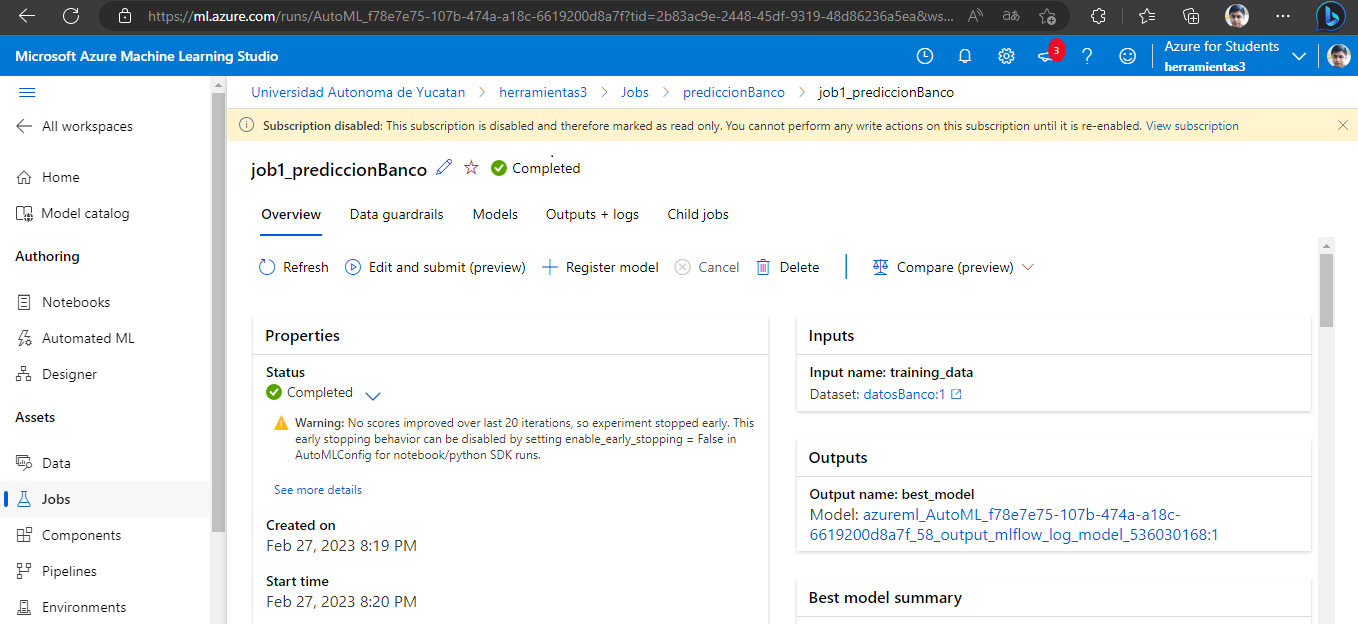 https://ml.azure.com/runs/AutoML_f78e7e75-107b-474a-a18c-6619200d8a7f?tid=2b83ac9e-2448-45df-9319-48d86236a5ea&ws...
Microsoft Azure Machine Learning Studio
3
Azure for Students
herramientas3
All workspaces
Home
Model catalog
Authoring
Notebooks
Automated ML
Designer
Assets
Data
Jobs
Components
Pipelines
Environments
Universidad Autonoma de Yucatan > herramientas3 > Jobs > prediccionBanco > job1_prediccionBanco
Subscription disabled: This subscription is disabled and therefore marked as read only. You cannot perform any write actions on this subscription until it is re-enabled. View subscription
job1_prediccionBanco Completed
Overview Data guardrails Models Outputs + logs Child jobs
Refresh Edit and submit (preview) Register model Cancel Delete Compare (preview)
Properties
Status
Completed
Warning: No scores improved over last 20 iterations, so experiment stopped early. This
early stopping behavior can be disabled by setting enable_early_stopping = False in
AutoMLConfig for notebook/python SDK runs.
See more details
Created on
Feb 27, 2023 8:19 PM
Start time
Feb 27, 2023 8:20 PM
Inputs
Input name: training_data
Dataset: datosBanco:1
Outputs
Output name: best_model
Model: azureml_AutoML_f78e7e75-107b-474a-a18c-
6619200d8a7f_58_output_mlflow_log_model_536030168:1
Best model summary